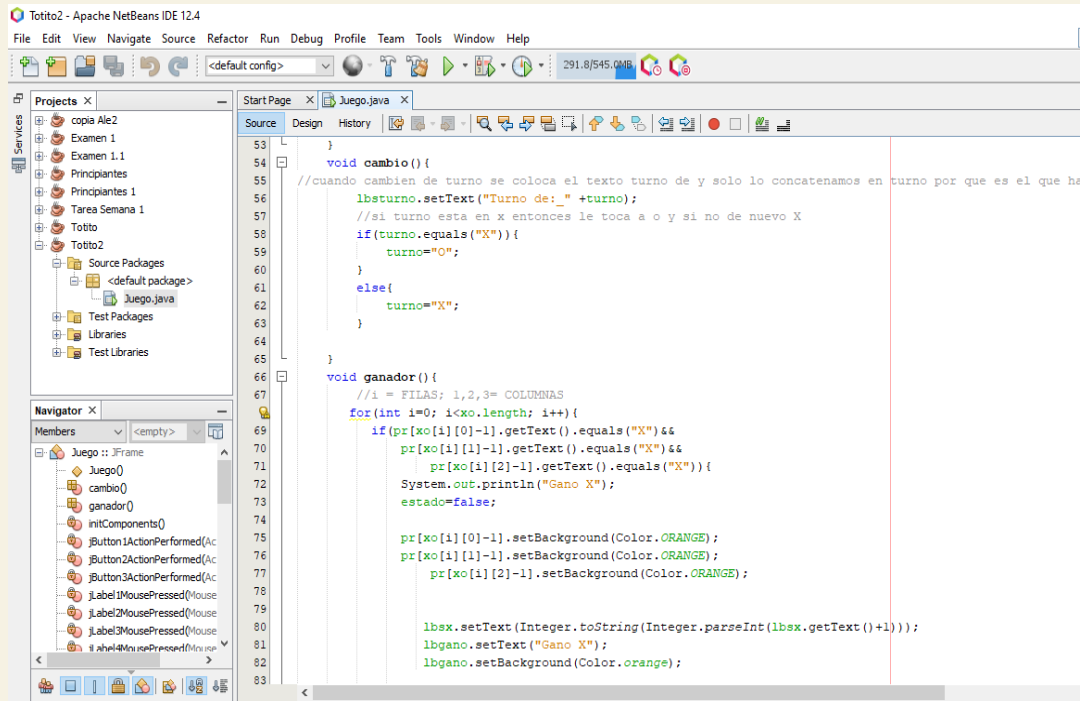 Totito2 - Apache NetBeans IDE 12.4
File Edit View Navigate Source Refactor Run Debug Profile Team Tools Window Help
<default config>
291.8/545.0MB
Services
Projects
copia Ale2
Examen 1
Examen 1.1
Principiantes
Principiantes 1
Tarea Semana 1
Totito
Totito2
Source Packages
<default package>
Juego.java
Test Packages
Libraries
Test Libraries
Navigator
Members <empty>
Juego :: JFrame
Juego()
cambio()
ganador()
initComponents()
jButton1ActionPerformed(Ac
jButton2ActionPerformed(Ac
jButton3ActionPerformed(Ac
jLabel1MousePressed(Mouse
jLabel2MousePressed(Mouse
jLabel3MousePressed(Mouse
jLabel4MousePressed(Mouse
Start Page Juego.java
Source Design History
53 }
54 void cambio(){
55 //cuando cambien de turno se coloca el texto turno de y solo lo concatenamos en turno por que es el que ha
56 lbsturno.setText("Turno de:_" +turno);
57 //si turno esta en x entonces le toca a o y si no de nuevo X
58 if(turno.equals("X")){
59 turno="O";
60 }
61 else{
62 turno="X";
63 }
64
65 }
66 void ganador(){
67 //i = FILAS; 1,2,3= COLUMNAS
for(int i=0; i<xo.length; i++){
69 if(pr[xo[i][0]-1].getText().equals("X")&&
70 pr[xo[i][1]-1].getText().equals("X")&&
71 pr[xo[i][2]-1].getText().equals("X")){
72 System.out.println("Gano X");
73 estado=false;
74
75 pr[xo[i][0]-1].setBackground(Color.ORANGE);
76 pr[xo[i][1]-1].setBackground(Color.ORANGE);
77 pr[xo[i][2]-1].setBackground(Color.ORANGE);
78
79
80 lbsx.setText(Integer.toString(Integer.parseInt(lbsx.getText()+1)));
81 lbgano.setText("Gano X");
82 lbgano.setBackground(Color.orange);
83